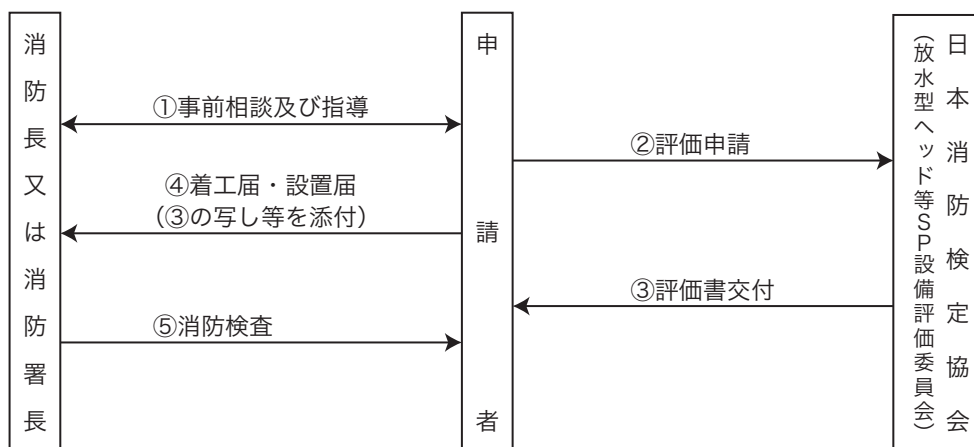 消防長又は消防署長
①事前相談及び指導
④着工届・設置届
（③の写し等を添付）
⑤消防検査
申請者
②評価申請
③評価書交付
日本消防検定協会
（放水型ヘッド等SP設備評価委員会）